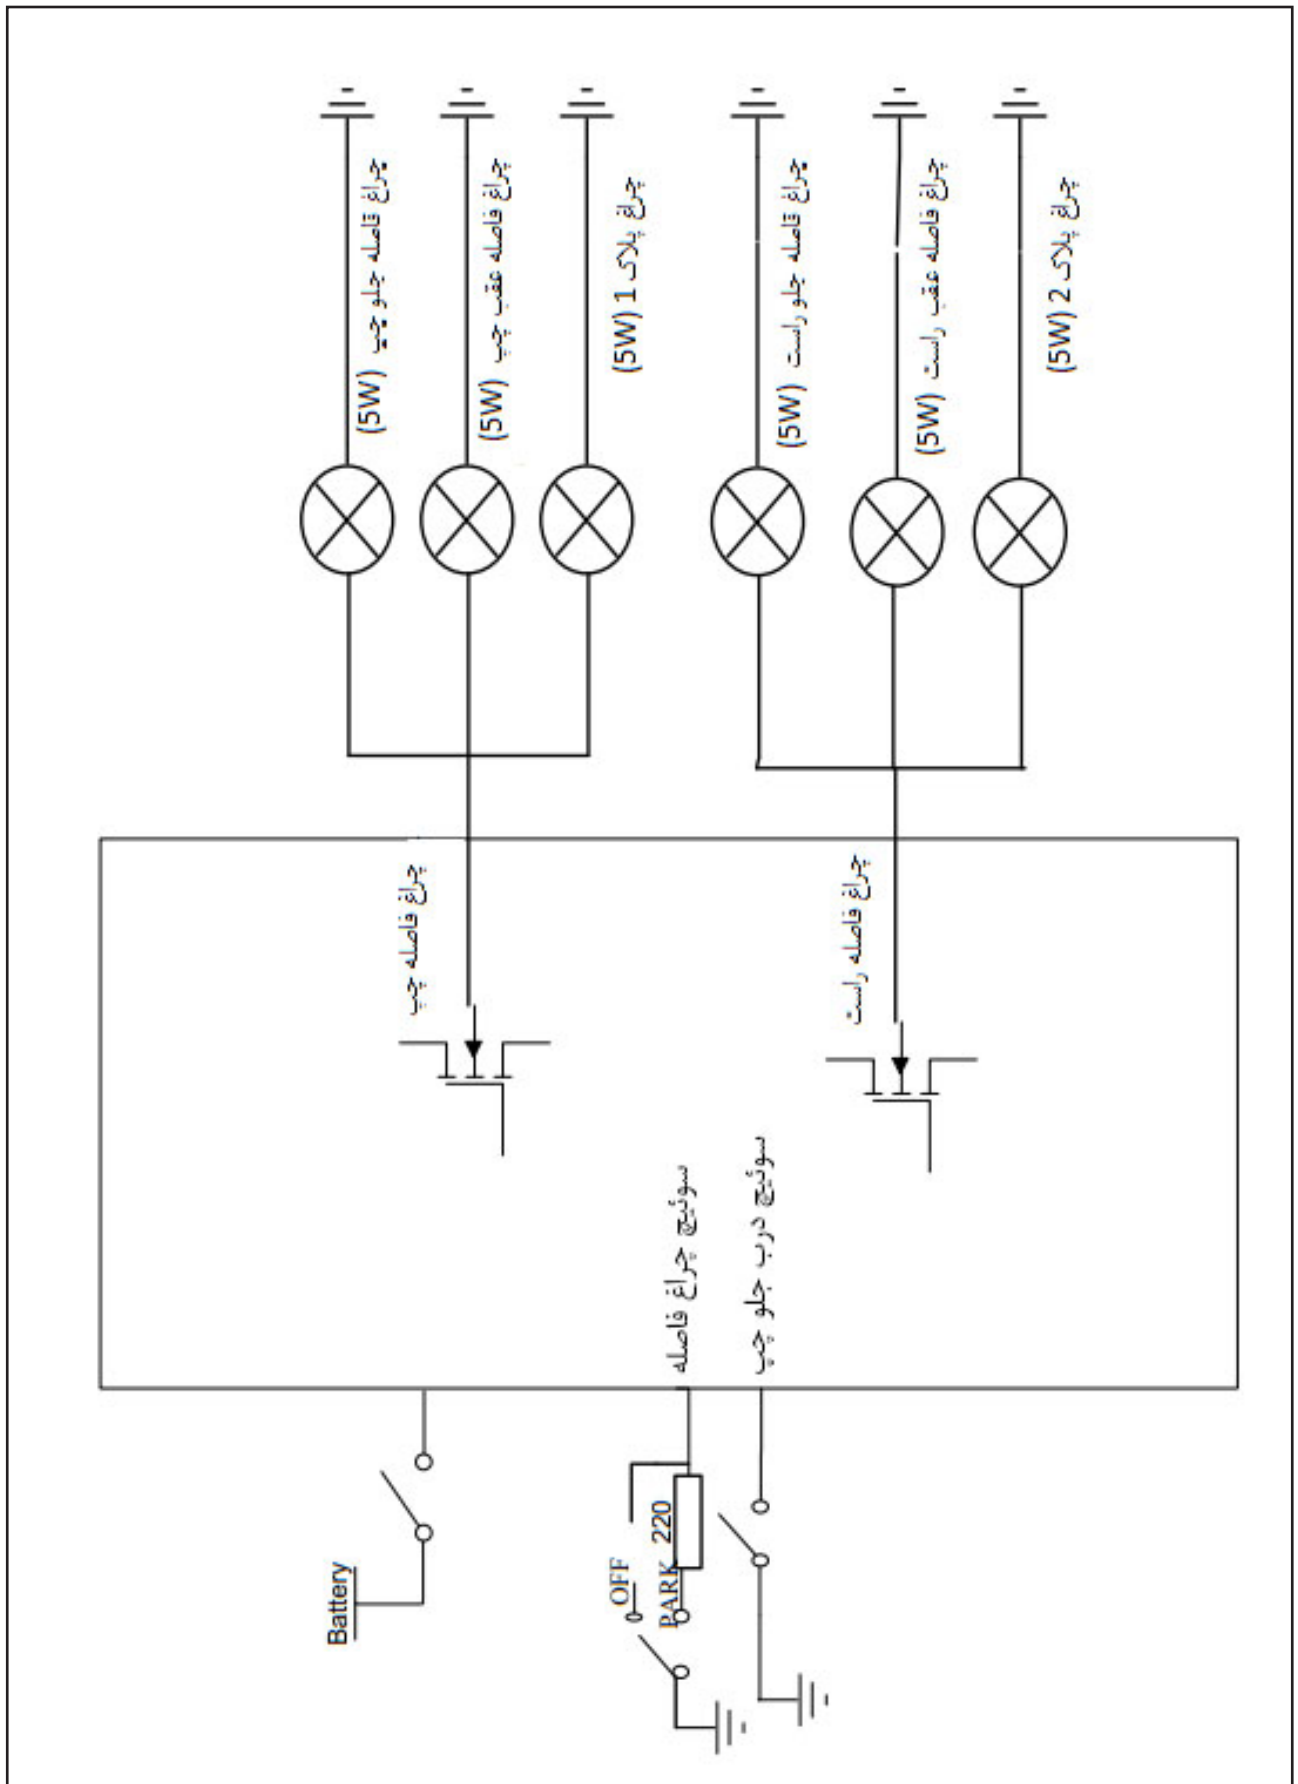 چراغ فاصله جلو چپ (5W)
چراغ فاصله عقب چپ (5W)
چراغ پلاک 1 (5W)
چراغ فاصله جلو راست (5W)
چراغ فاصله عقب راست (5W)
چراغ پلاک 2 (5W)
چراغ فاصله چپ
چراغ فاصله راست
سوئیچ چراغ فاصله
سوئیچ درب جلو چپ
Battery
OFF
PARK
220